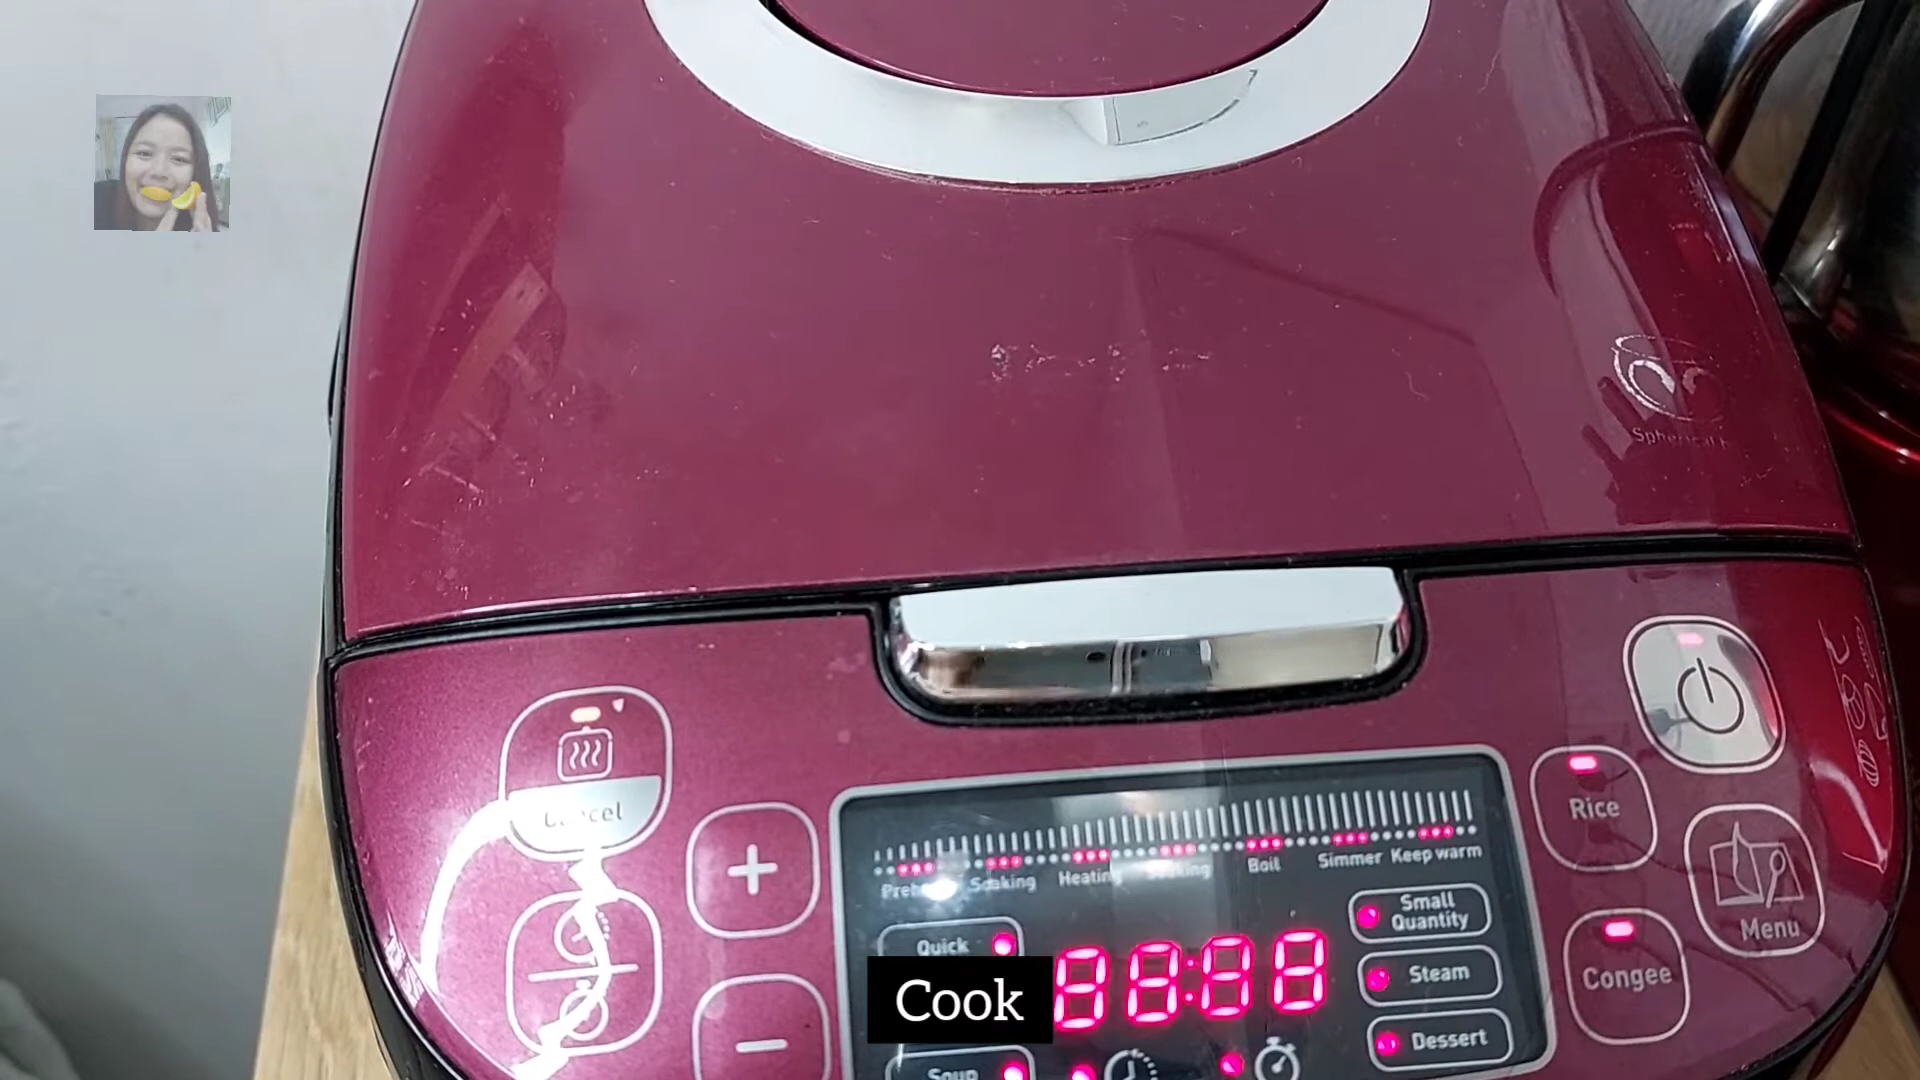 Cancel
Soaking
Heating
Boil
Simmer
Keep warm
Quick
Small
Quantity
Steam
Dessert
Soup
88:88
Rice
Menu
Congee
Cook